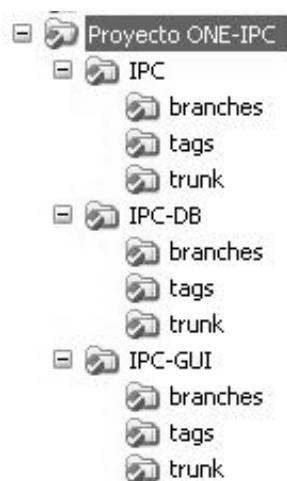 Proyecto ONE-IPC
IPC
branches
tags
trunk
IPC-DB
branches
tags
trunk
IPC-GUI
branches
tags
trunk